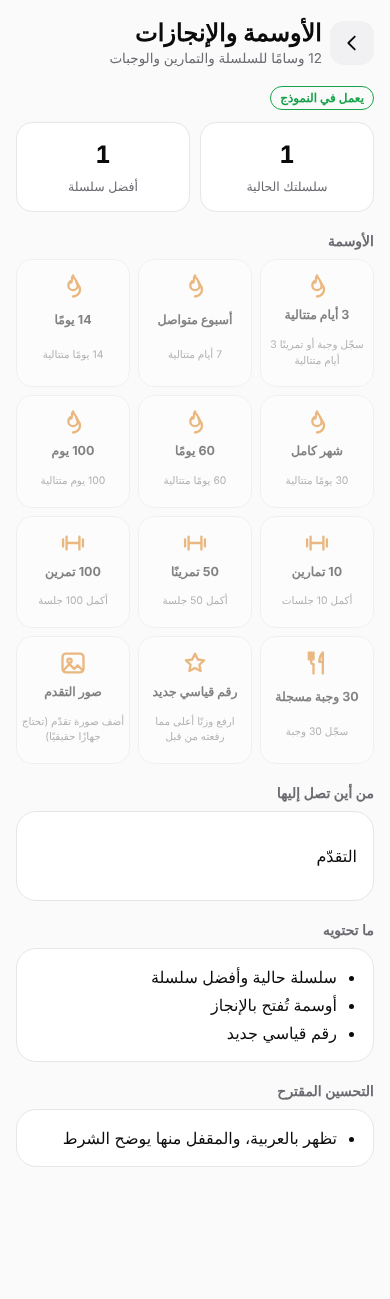 الأوسمة والإنجازات
12 وسامًا للسلسلة والتمارين والوجبات
يعمل في النموذج
1
سلسلتك الحالية
1
أفضل سلسلة
الأوسمة
3 أيام متتالية
سجّل وجبة أو تمرينًا 3
أيام متتالية
أسبوع متواصل
7 أيام متتالية
14 يومًا
14 يومًا متتالية
شهر كامل
30 يومًا متتالية
60 يومًا
60 يومًا متتالية
100 يوم
100 يوم متتالية
10 تمارين
أكمل 10 جلسات
50 تمرينًا
أكمل 50 جلسة
100 تمرين
أكمل 100 جلسة
30 وجبة مسجلة
سجّل 30 وجبة
رقم قياسي جديد
ارفع وزنًا أعلى مما
رفعته من قبل
صور التقدم
أضف صورة تقدّم (تحتاج
جهازًا حقيقيًا)
من أين تصل إليها
التقدّم
ما تحتويه
• سلسلة حالية وأفضل سلسلة
• أوسمة تُفتح بالإنجاز
• رقم قياسي جديد
التحسين المقترح
• تظهر بالعربية، والمقفل منها يوضح الشرط